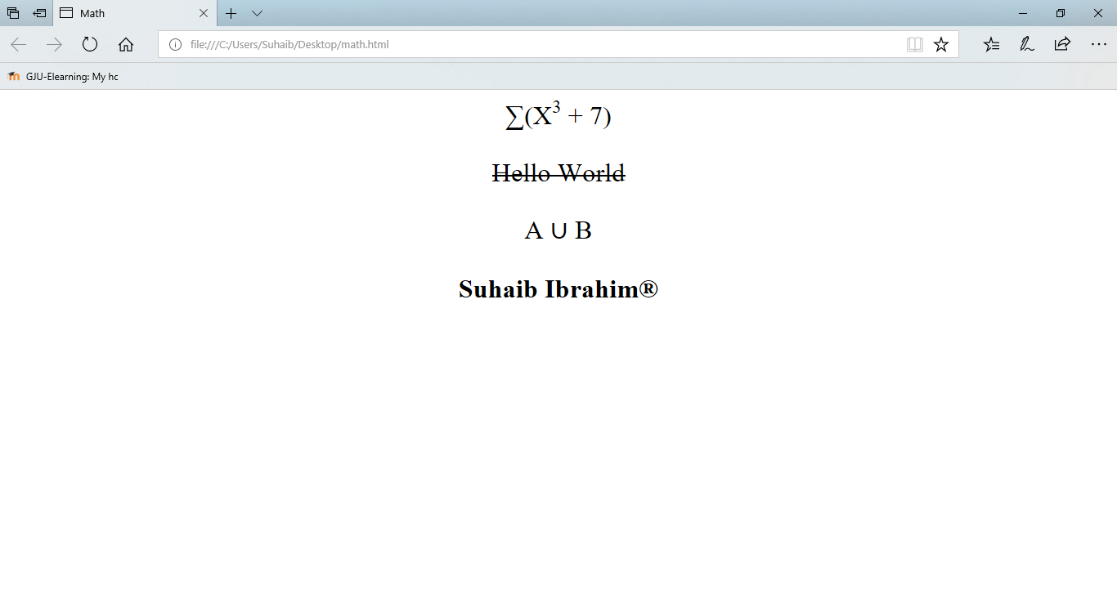 Math
file:///C:/Users/Suhaib/Desktop/math.html
GJU-Elearning: My hc
∑(X³ + 7)
Hello World
A ∪ B
Suhaib Ibrahim®